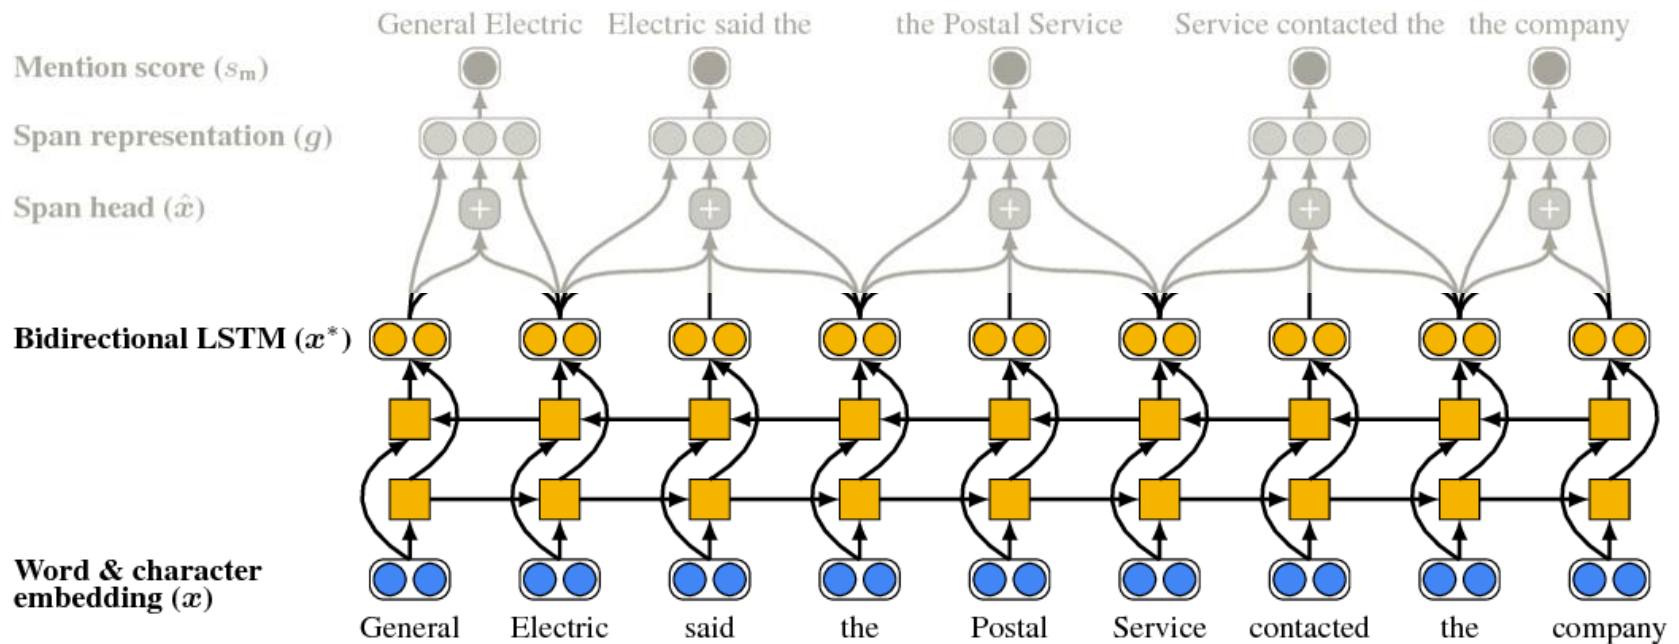 General Electric Electric said the the Postal Service Service contacted the the company
Mention score (sₘ)
Span representation (g)
Span head (x̂)
+ + + + +
Bidirectional LSTM (x*)
Word & character
embedding (x)
General Electric said the Postal Service contacted the company